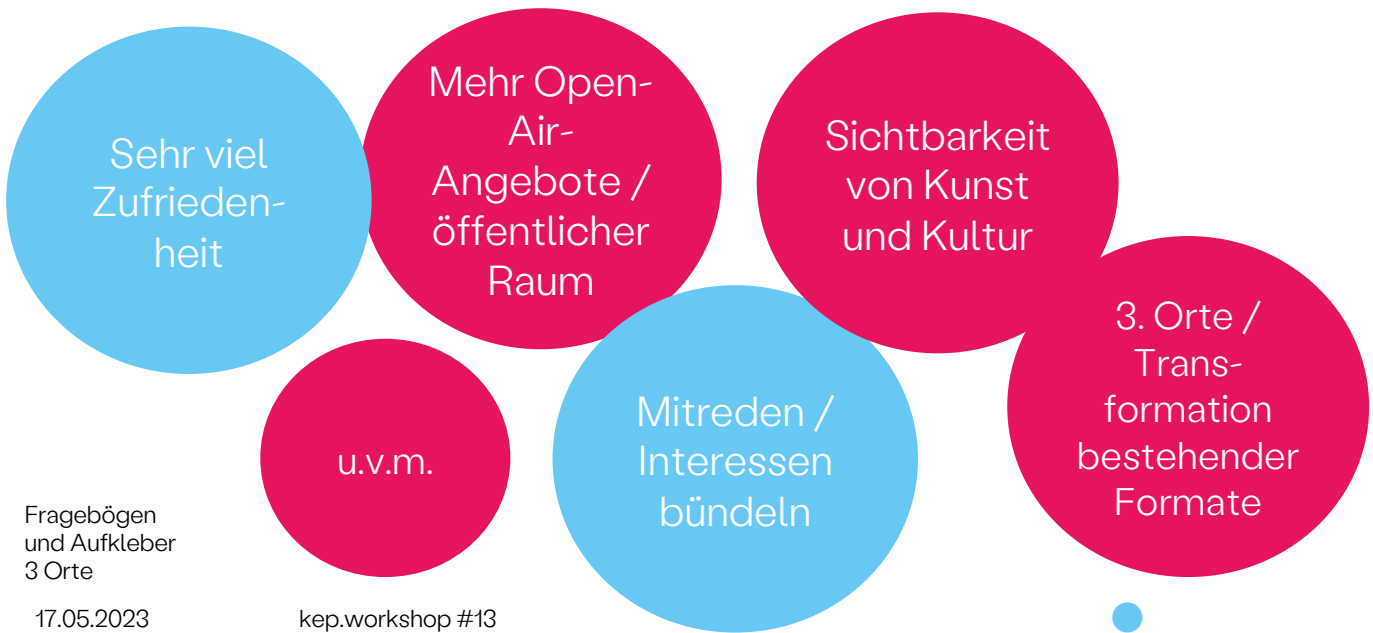 Sehr viel
Zufrieden-
heit
Mehr Open-
Air-
Angebote /
öffentlicher
Raum
Sichtbarkeit
von Kunst
und Kultur
3. Orte /
Trans-
formation
bestehender
Formate
u.v.m.
Mitreden /
Interessen
bündeln
Fragebögen
und Aufkleber
3 Orte
17.05.2023
kep.workshop #13